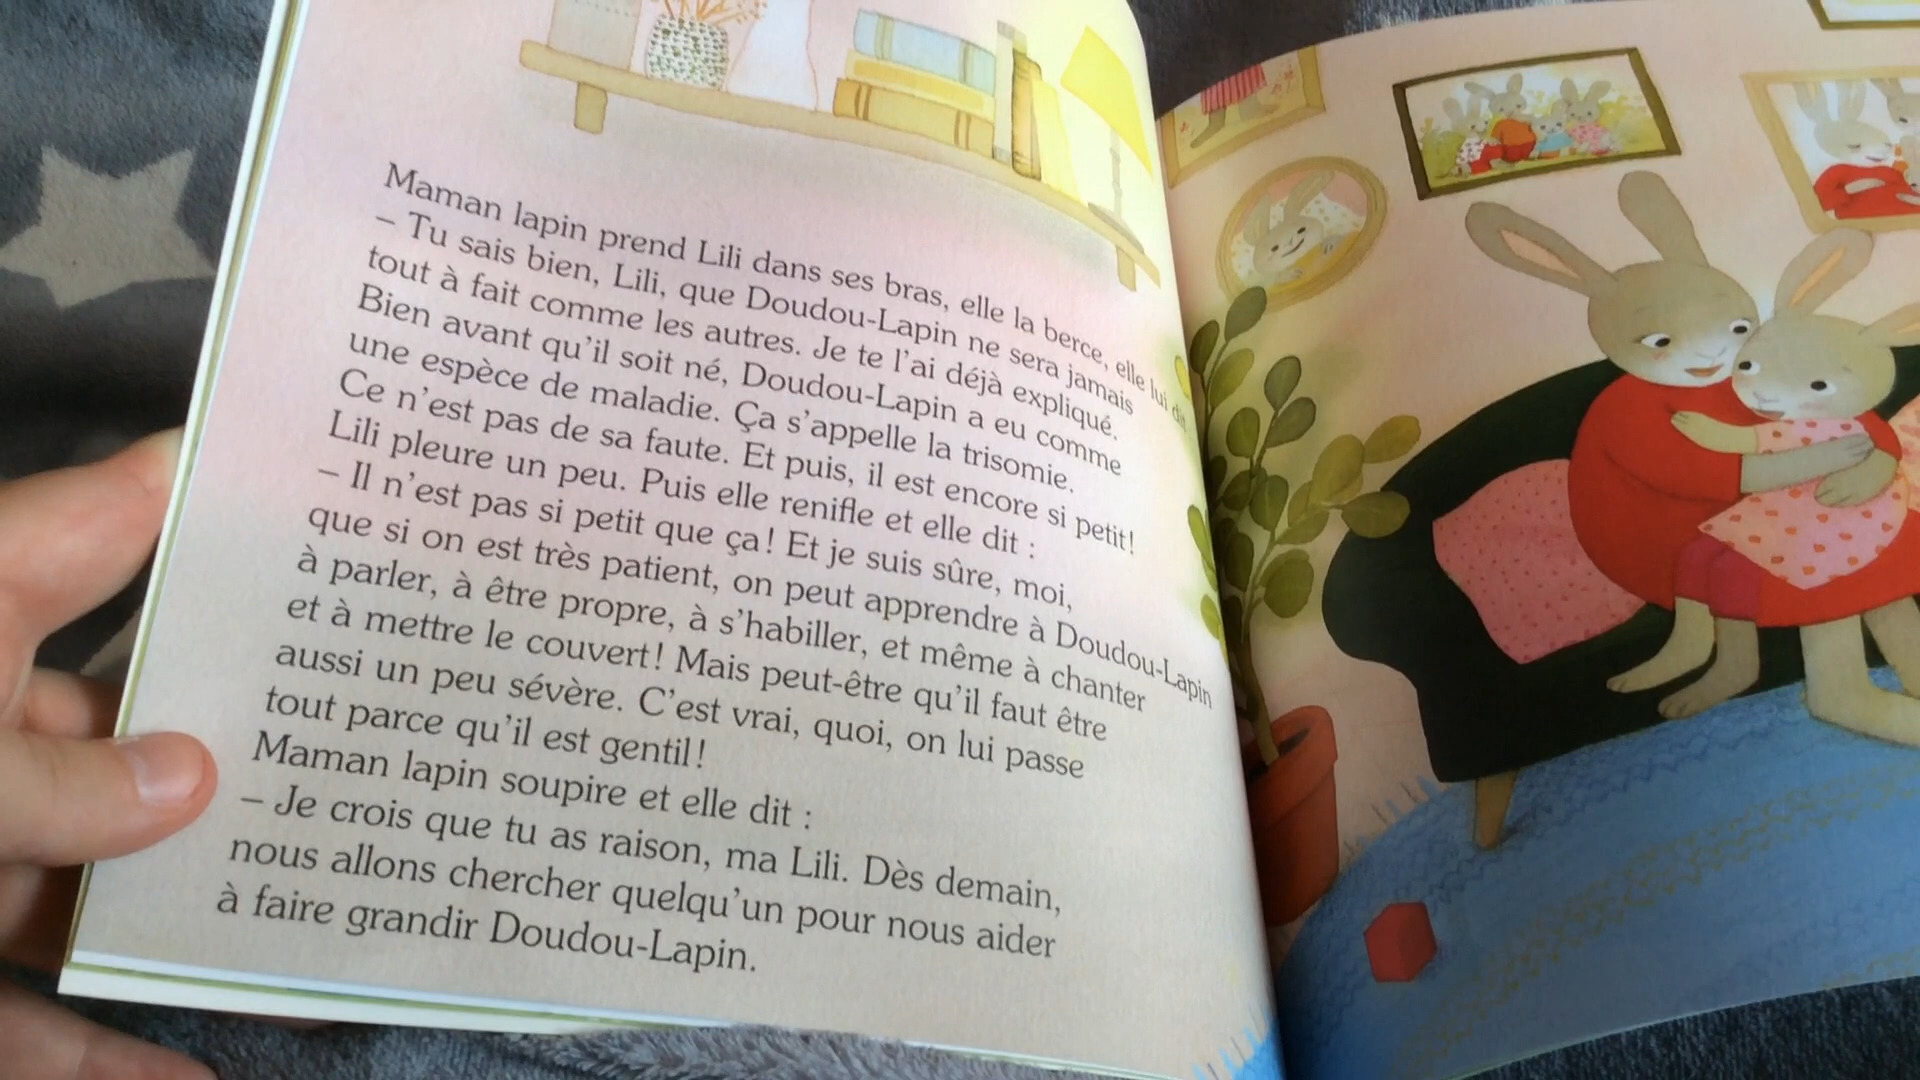 Maman lapin prend Lili dans ses bras, elle la berce, elle lui dit
– Tu sais bien, Lili, que Doudou-Lapin ne sera jamais
tout à fait comme les autres. Je te l'ai déjà expliqué.
Bien avant qu'il soit né, Doudou-Lapin a eu comme
une espèce de maladie. Ça s'appelle la trisomie.
Ce n'est pas de sa faute. Et puis, il est encore si petit!
Lili pleure un peu. Puis elle renifle et elle dit :
– Il n'est pas si petit que ça! Et je suis sûre, moi,
que si on est très patient, on peut apprendre à Doudou-Lapin
à parler, à être propre, à s'habiller, et même à chanter
et à mettre le couvert! Mais peut-être qu'il faut être
aussi un peu sévère. C'est vrai, quoi, on lui passe
tout parce qu'il est gentil!
Maman lapin soupire et elle dit :
– Je crois que tu as raison, ma Lili. Dès demain,
nous allons chercher quelqu'un pour nous aider
à faire grandir Doudou-Lapin.